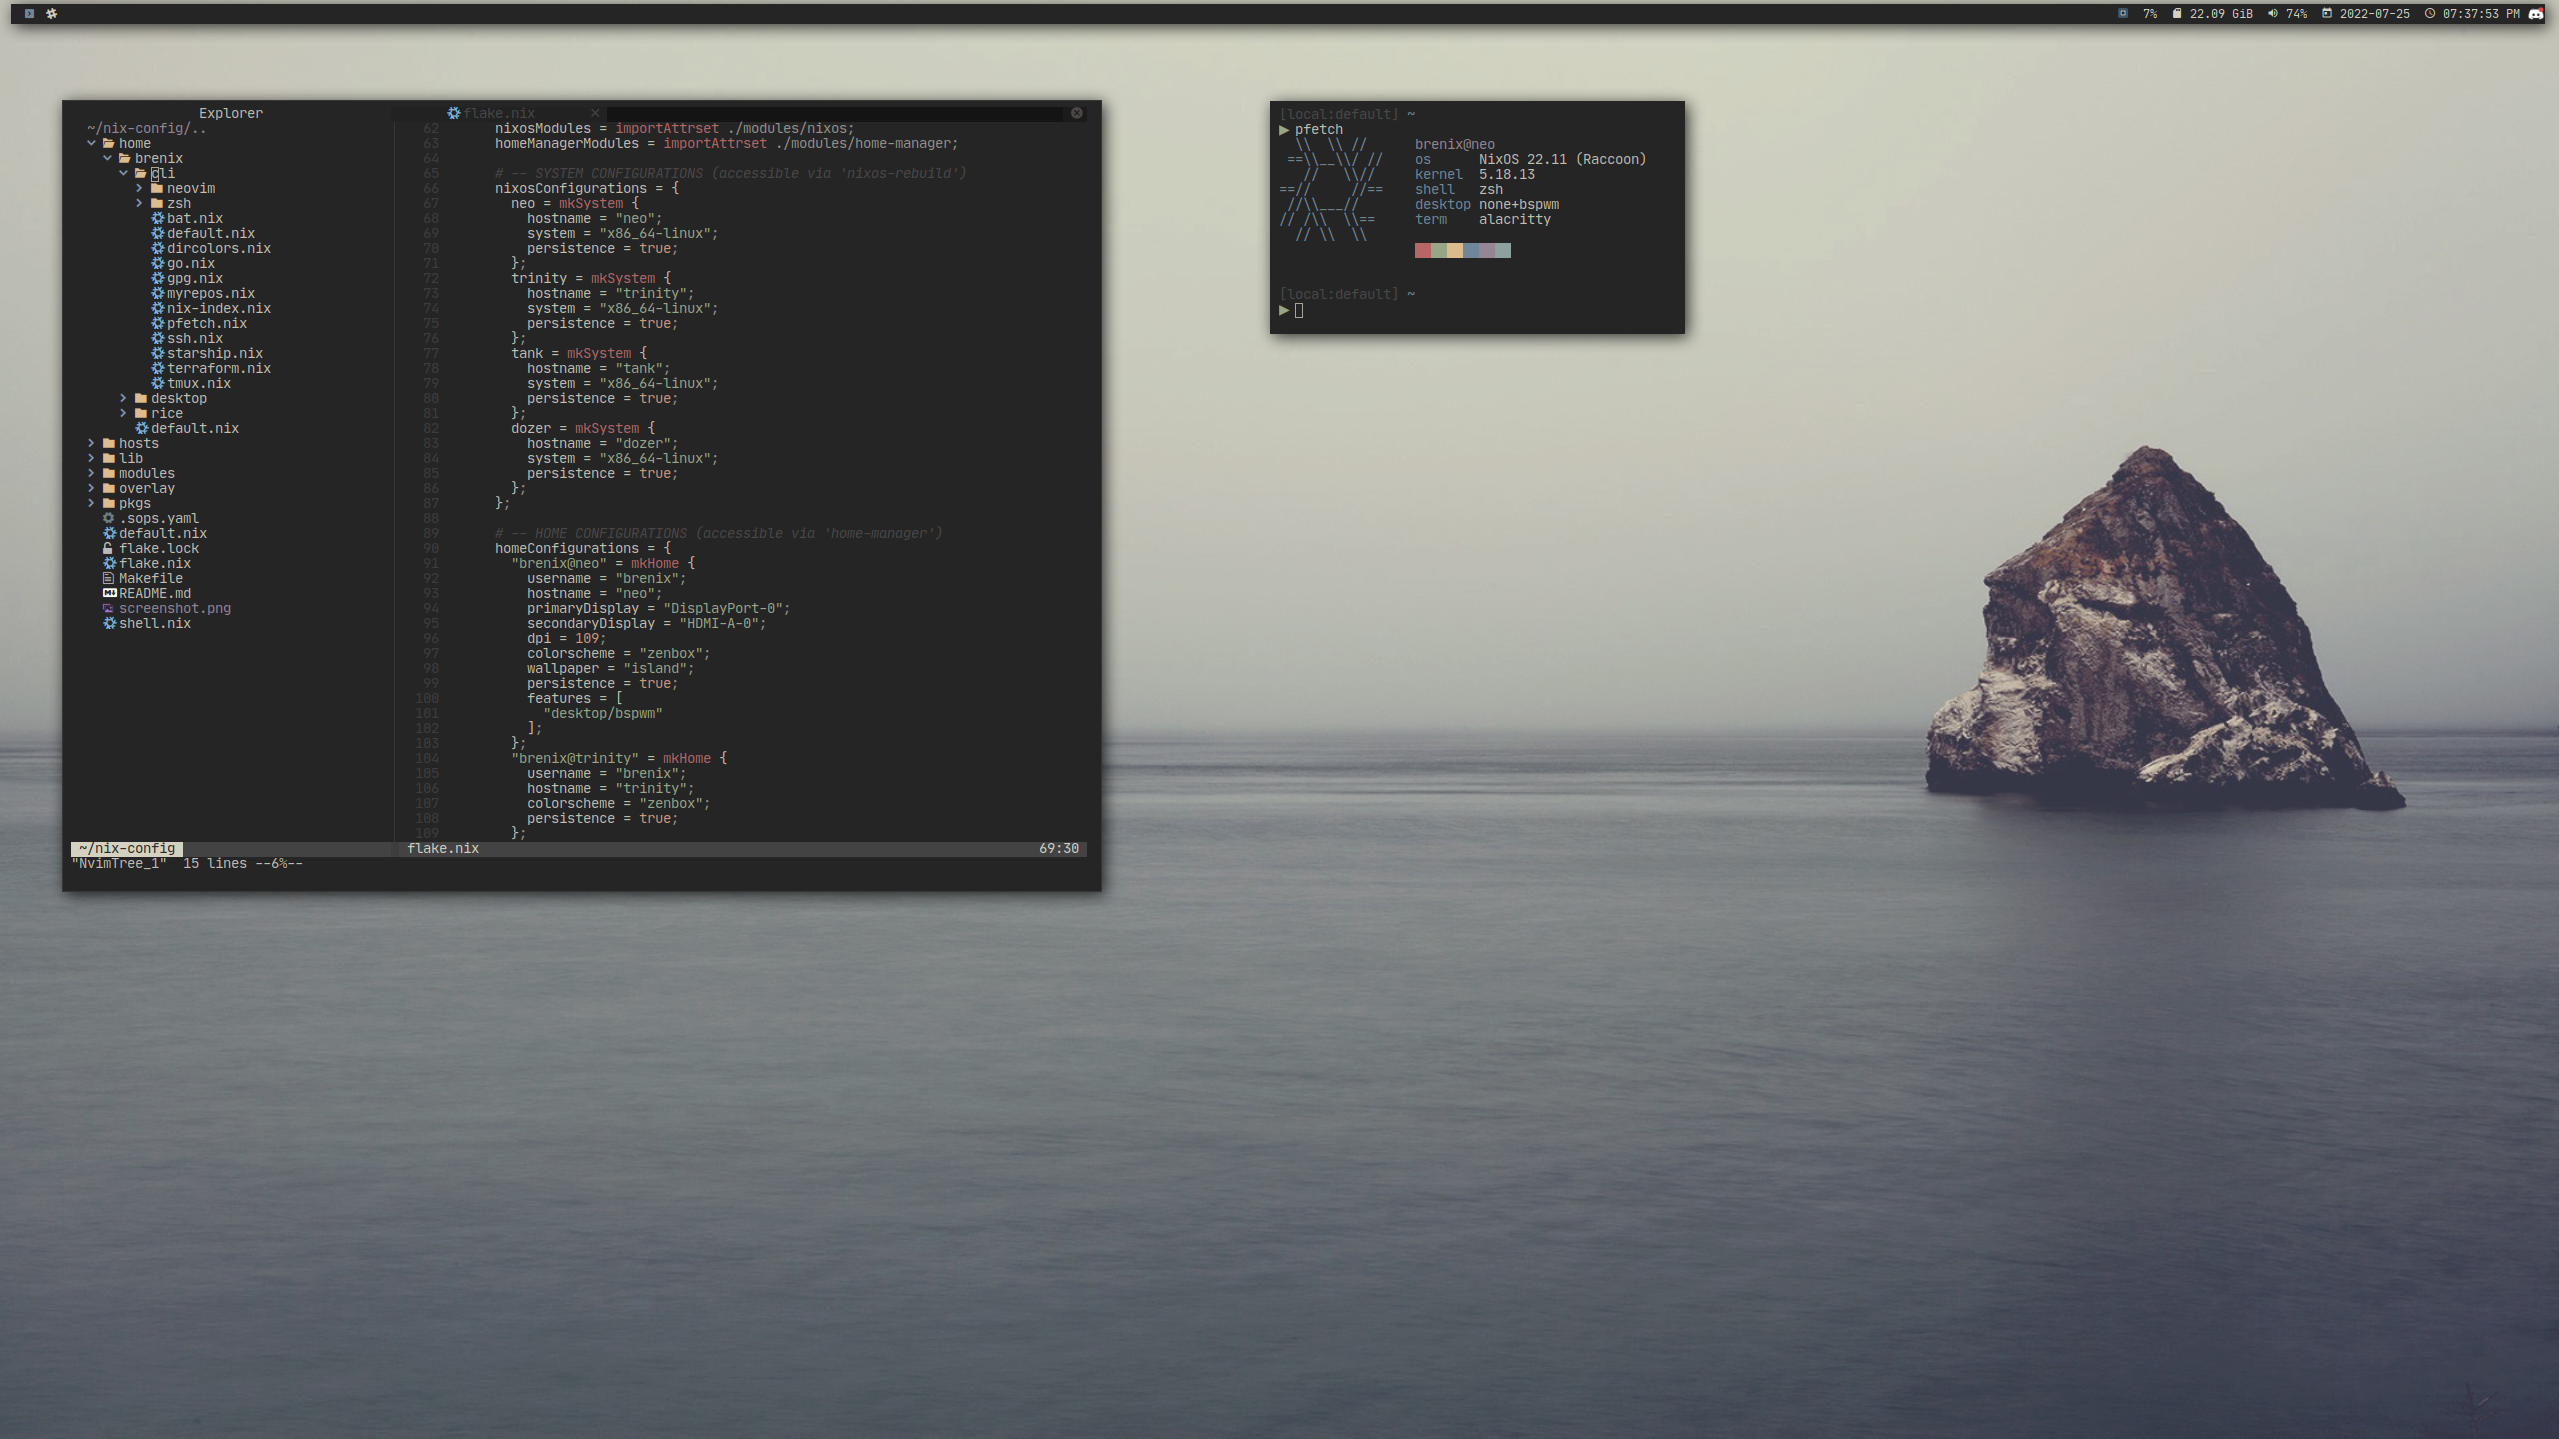 7% 22.09 GiB 74% 2022-07-25 07:37:53 PM
Explorer
~/nix-config/..
home
brenix
cli
neovim
zsh
bat.nix
default.nix
dircolors.nix
go.nix
gpg.nix
myrepos.nix
nix-index.nix
pfetch.nix
ssh.nix
starship.nix
terraform.nix
tmux.nix
desktop
rice
default.nix
hosts
lib
modules
overlay
pkgs
.sops.yaml
default.nix
flake.lock
flake.nix
Makefile
README.md
screenshot.png
shell.nix
flake.nix
62 nixosModules = importAttrset ./modules/nixos;
63 homeManagerModules = importAttrset ./modules/home-manager;
64
65 # -- SYSTEM CONFIGURATIONS (accessible via 'nixos-rebuild')
66 nixosConfigurations = {
67 neo = mkSystem {
68 hostname = "neo";
69 system = "x86_64-linux";
70 persistence = true;
71 };
72 trinity = mkSystem {
73 hostname = "trinity";
74 system = "x86_64-linux";
75 persistence = true;
76 };
77 tank = mkSystem {
78 hostname = "tank";
79 system = "x86_64-linux";
80 persistence = true;
81 };
82 dozer = mkSystem {
83 hostname = "dozer";
84 system = "x86_64-linux";
85 persistence = true;
86 };
87 };
88
89 # -- HOME CONFIGURATIONS (accessible via 'home-manager')
90 homeConfigurations = {
91 "brenix@neo" = mkHome {
92 username = "brenix";
93 hostname = "neo";
94 primaryDisplay = "DisplayPort-0";
95 secondaryDisplay = "HDMI-A-0";
96 dpi = 109;
97 colorscheme = "zenbox";
98 wallpaper = "island";
99 persistence = true;
100 features = [
101 "desktop/bspwm"
102 ];
103 };
104 "brenix@trinity" = mkHome {
105 username = "brenix";
106 hostname = "trinity";
107 colorscheme = "zenbox";
108 persistence = true;
109 };
~/nix-config flake.nix 69:30
"NvimTree_1" 15 lines --6%--
[local:default] ~
▶ pfetch
\\  \\ // brenix@neo
==\\__\\/ // os NixOS 22.11 (Raccoon)
//   \\// kernel 5.18.13
==//     //== shell zsh
//\\___// desktop none+bspwm
// /\\  \\== term alacritty
// \\  \\
[local:default] ~
▶